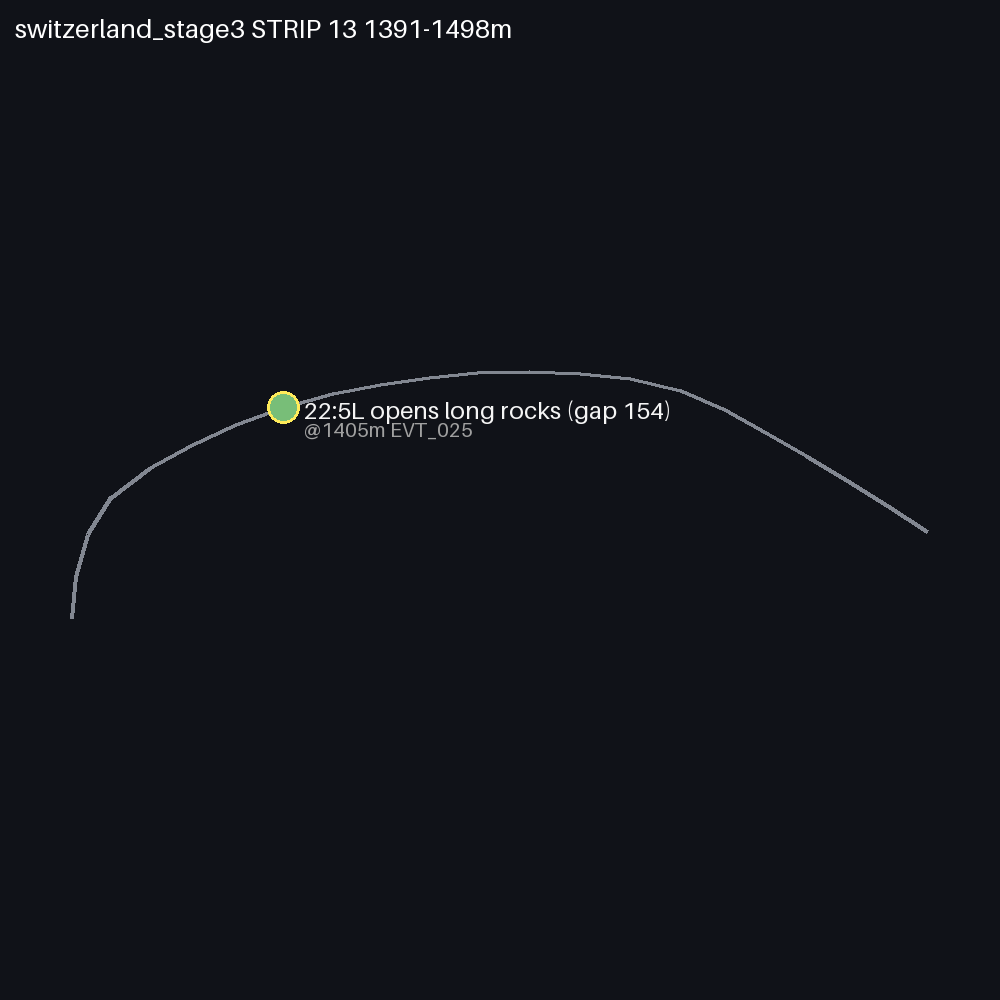 switzerland_stage3 STRIP 13 1391-1498m
22:5L opens long rocks (gap 154)
@1405m EVT_025